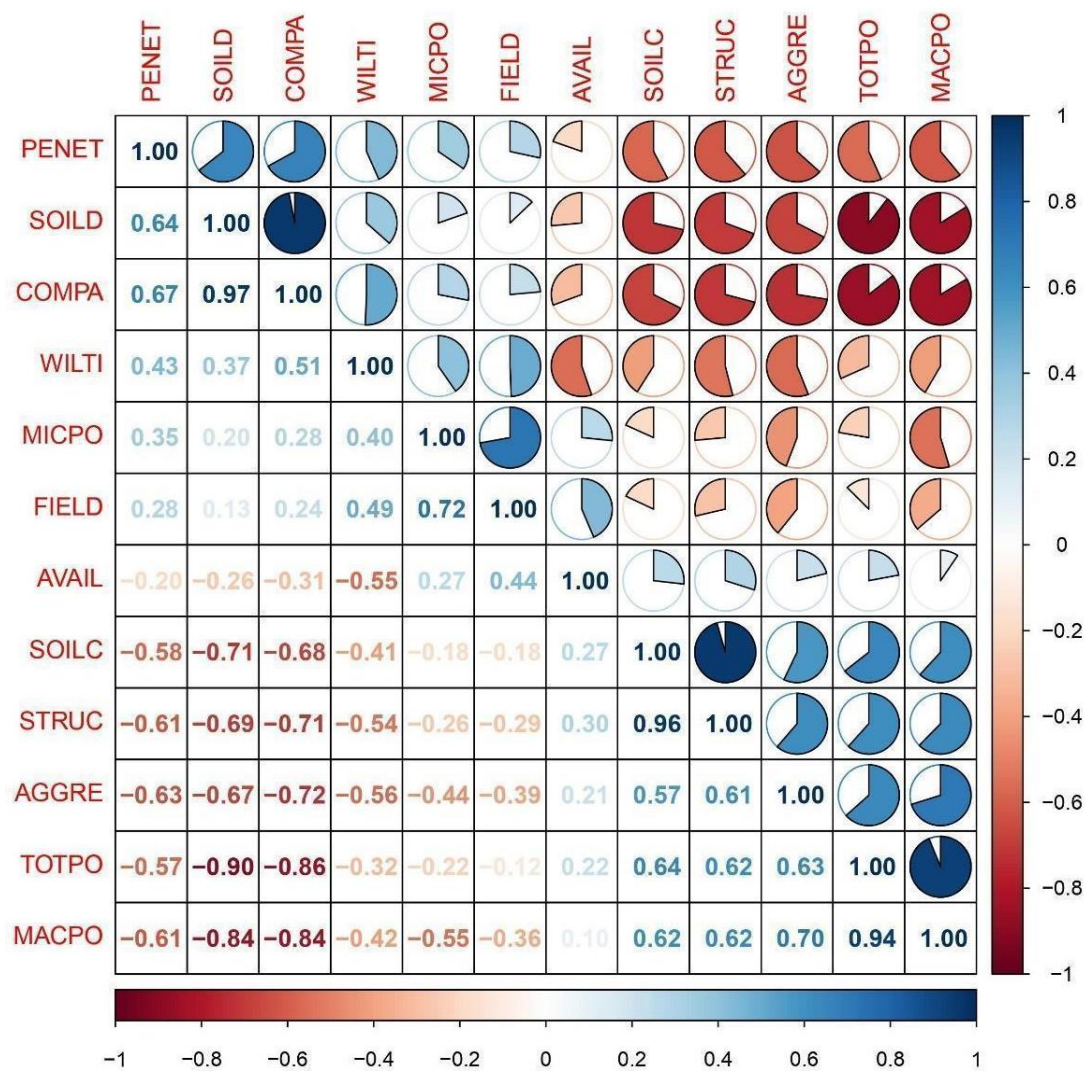 PENET SOILD COMPA WILTI MICPO FIELD AVAIL SOILC STRUC AGGRE TOTPO MACPO
PENET 1.00
SOILD 0.64 1.00
COMPA 0.67 0.97 1.00
WILTI 0.43 0.37 0.51 1.00
MICPO 0.35 0.20 0.28 0.40 1.00
FIELD 0.28 0.13 0.24 0.49 0.72 1.00
AVAIL −0.20 −0.26 −0.31 −0.55 0.27 0.44 1.00
SOILC −0.58 −0.71 −0.68 −0.41 −0.18 −0.18 0.27 1.00
STRUC −0.61 −0.69 −0.71 −0.54 −0.26 −0.29 0.30 0.96 1.00
AGGRE −0.63 −0.67 −0.72 −0.56 −0.44 −0.39 0.21 0.57 0.61 1.00
TOTPO −0.57 −0.90 −0.86 −0.32 −0.22 −0.12 0.22 0.64 0.62 0.63 1.00
MACPO −0.61 −0.84 −0.84 −0.42 −0.55 −0.36 0.10 0.62 0.62 0.70 0.94 1.00
1
0.8
0.6
0.4
0.2
0
−0.2
−0.4
−0.6
−0.8
−1
−1 −0.8 −0.6 −0.4 −0.2 0 0.2 0.4 0.6 0.8 1